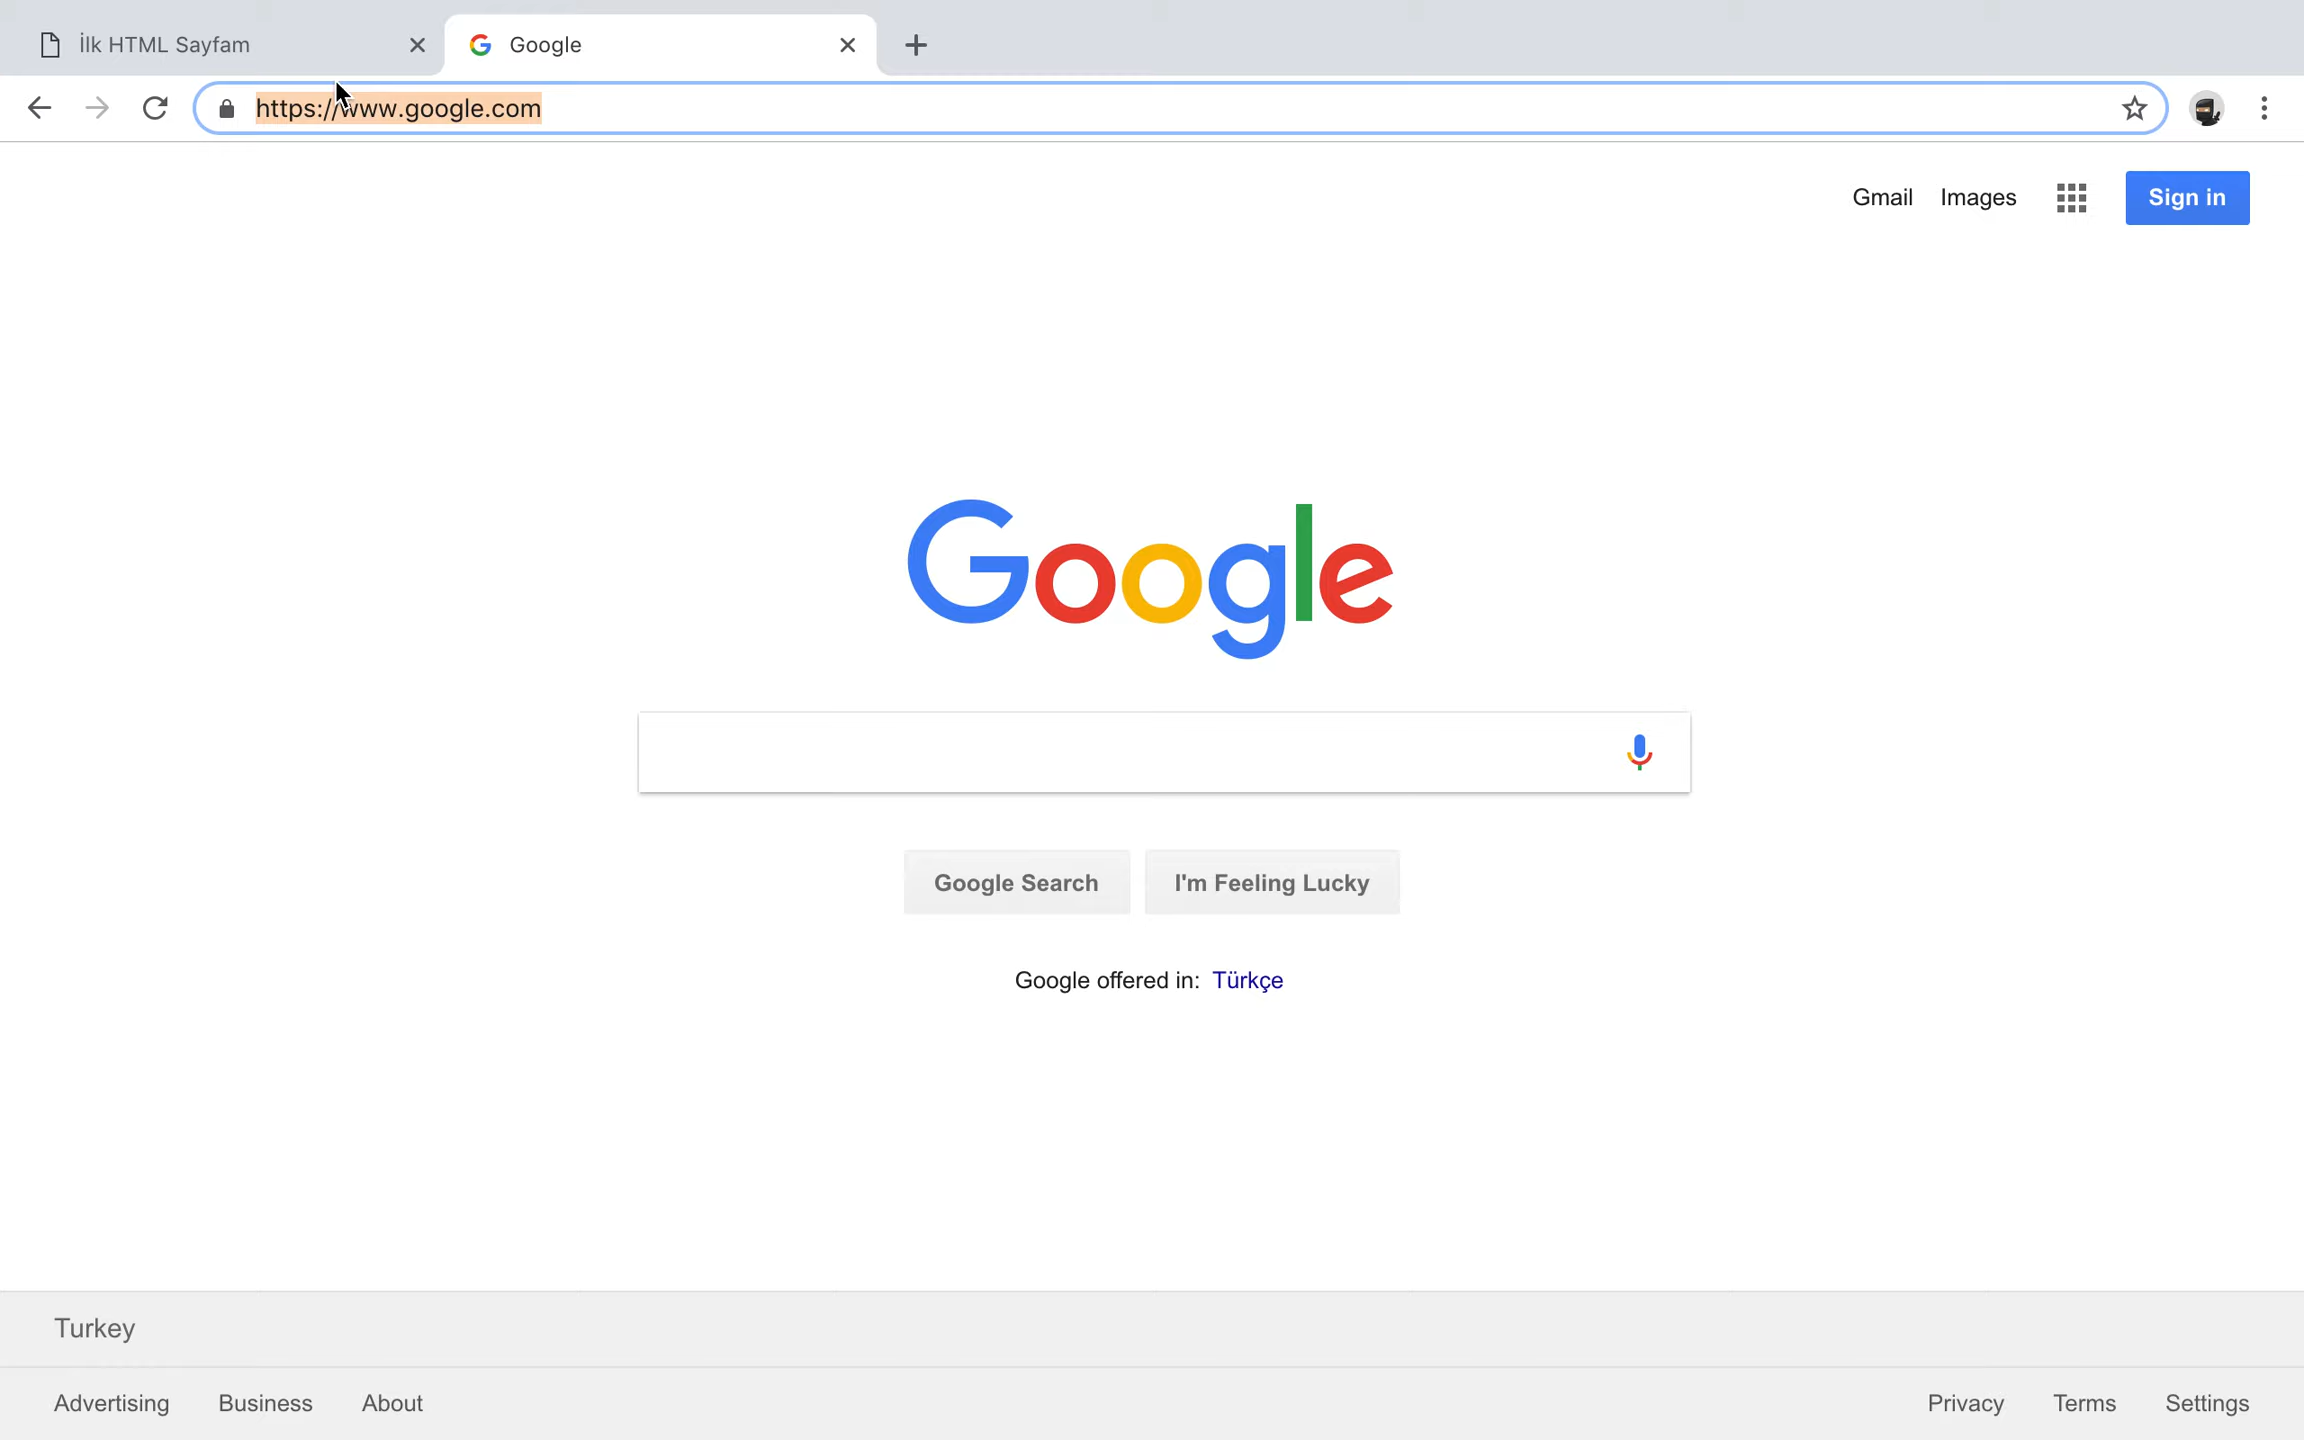 İlk HTML Sayfam
Google
https://www.google.com
Gmail Images Sign in
Google
Google Search I'm Feeling Lucky
Google offered in: Türkçe
Turkey
Advertising Business About Privacy Terms Settings